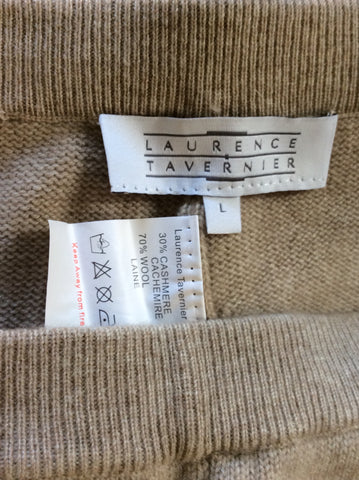 LAURENCE
TAVERNIER
L
Laurence Tavernier
30% CASHMERE
CACHEMIRE
70% WOOL
LAINE
Keep Away from fire